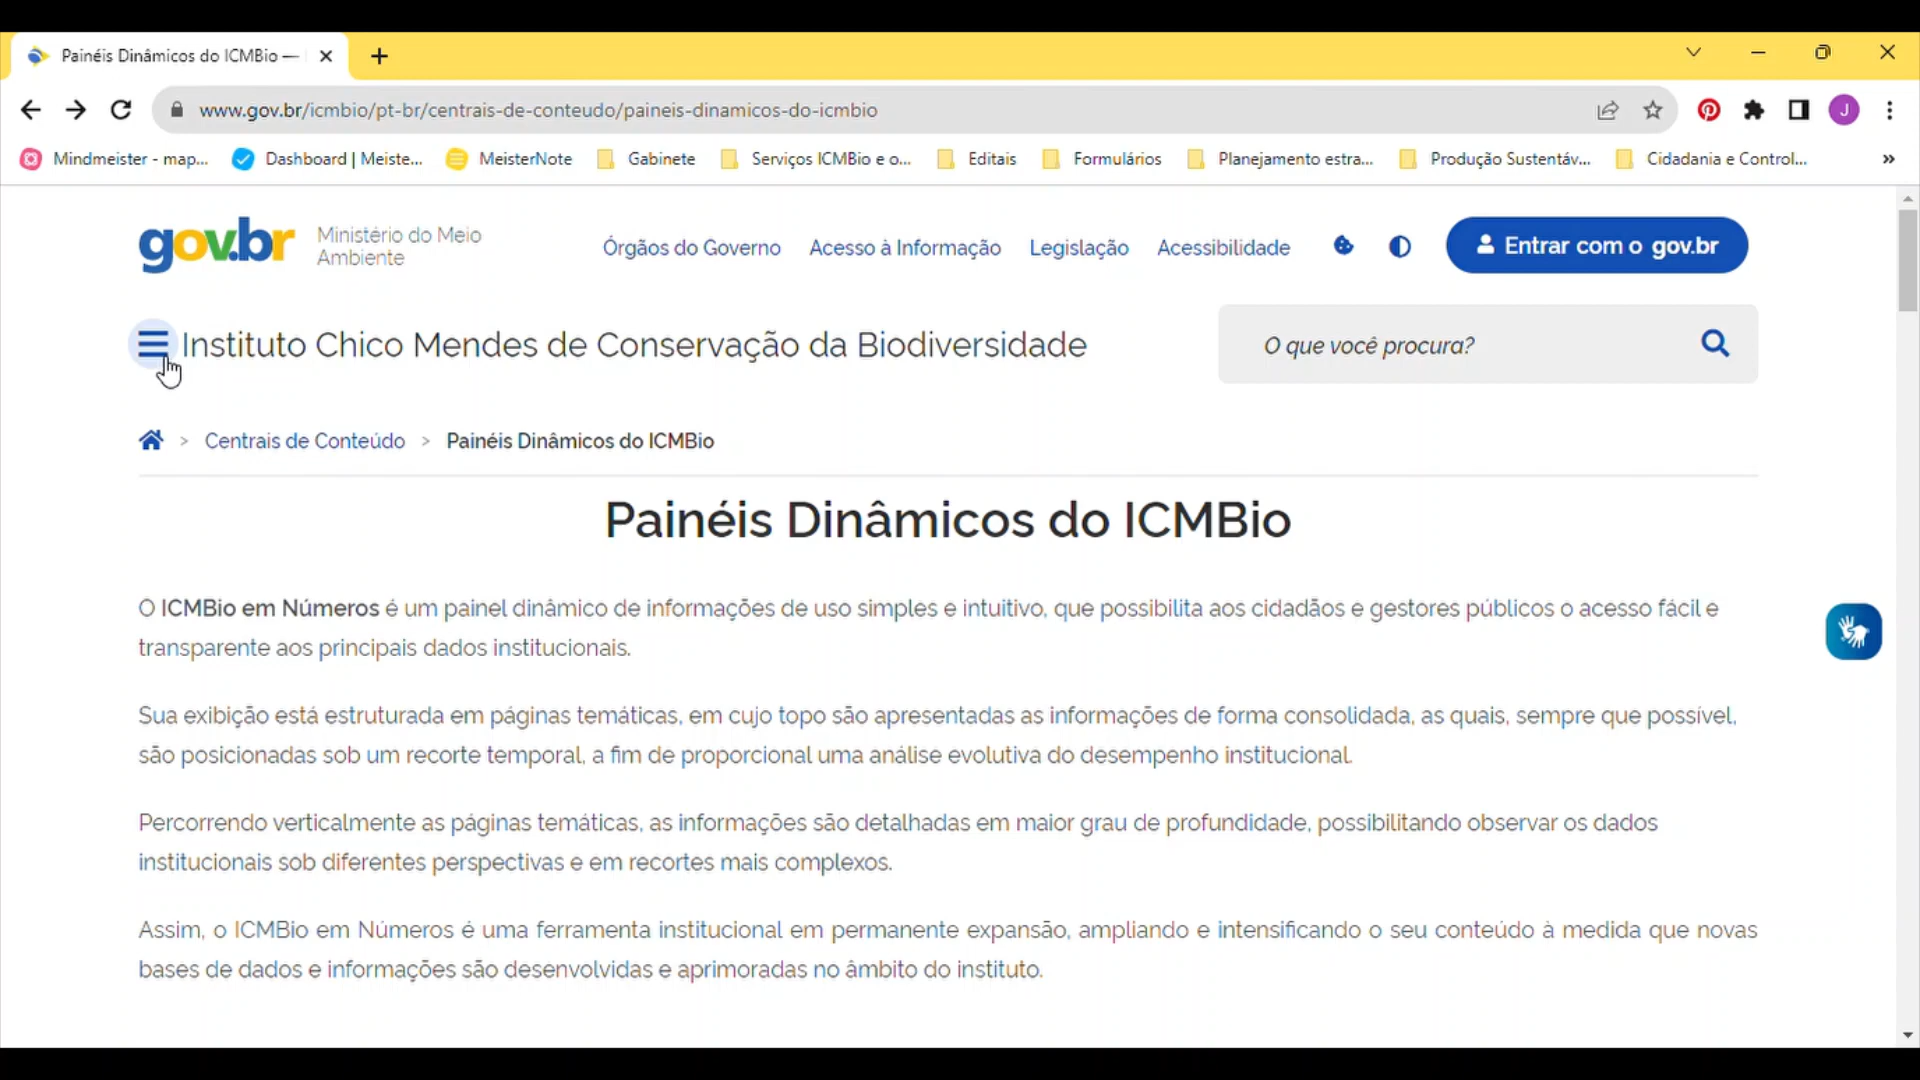 Painéis Dinâmicos do ICMBio —
www.gov.br/icmbio/pt-br/centrais-de-conteudo/paineis-dinamicos-do-icmbio
J
Mindmeister - map... Dashboard | Meiste... MeisterNote Gabinete Serviços ICMBio e o... Editais Formulários Planejamento estra... Produção Sustentáv... Cidadania e Control... »
gov.br Ministério do Meio
Ambiente
Órgãos do Governo Acesso à Informação Legislação Acessibilidade Entrar com o gov.br
Instituto Chico Mendes de Conservação da Biodiversidade O que você procura?
> Centrais de Conteúdo > Painéis Dinâmicos do ICMBio
Painéis Dinâmicos do ICMBio
O ICMBio em Números é um painel dinâmico de informações de uso simples e intuitivo, que possibilita aos cidadãos e gestores públicos o acesso fácil e
transparente aos principais dados institucionais.
Sua exibição está estruturada em páginas temáticas, em cujo topo são apresentadas as informações de forma consolidada, as quais, sempre que possível,
são posicionadas sob um recorte temporal, a fim de proporcional uma análise evolutiva do desempenho institucional.
Percorrendo verticalmente as páginas temáticas, as informações são detalhadas em maior grau de profundidade, possibilitando observar os dados
institucionais sob diferentes perspectivas e em recortes mais complexos.
Assim, o ICMBio em Números é uma ferramenta institucional em permanente expansão, ampliando e intensificando o seu conteúdo à medida que novas
bases de dados e informações são desenvolvidas e aprimoradas no âmbito do instituto.